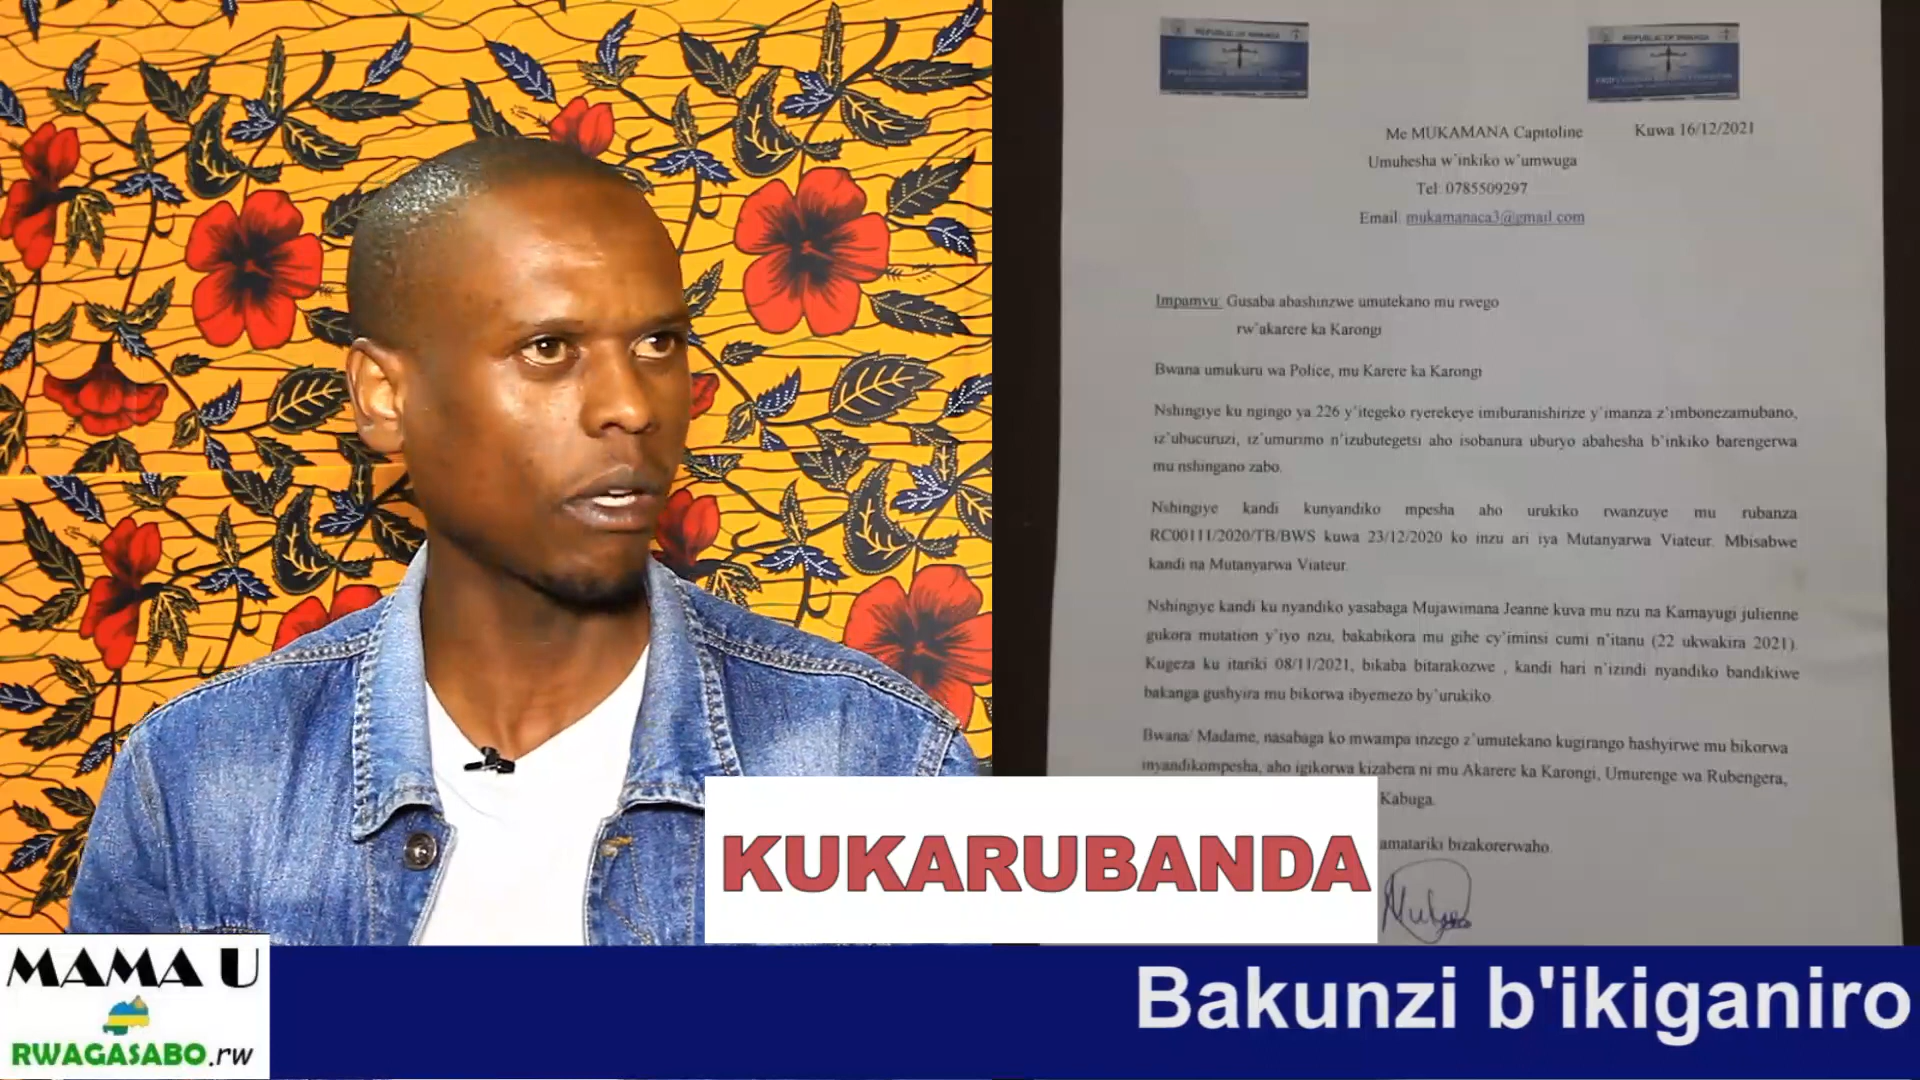 REPUBLIC OF RWANDA
REPUBLIC OF RWANDA
Me MUKAMANA Capitoline
Kuwa 16/12/2021
Umuhesha w'inkiko w'umwuga
Tel: 0785509297
Email: mukamanaca3@gmail.com
Impamvu: Gusaba abashinzwe umutekano mu rwego
rw'akarere ka Karongi
Bwana umukuru wa Police, mu Karere ka Karongi
Nshingiye ku ngingo ya 226 y'itegeko ryerekeye imiburanishirize y'imanza z'imbonezamubano,
iz'ubucuruzi, iz'umurimo n'izubutegetsi aho isobanura uburyo abahesha b'inkiko barengerwa
mu nshingano zabo.
Nshingiye kandi kunyandiko mpesha aho urukiko rwanzuye mu rubanza
RC00111/2020/TB/BWS kuwa 23/12/2020 ko inzu ari iya Mutanyarwa Viateur. Mbisabwe
kandi na Mutanyarwa Viateur.
Nshingiye kandi ku nyandiko yasabaga Mujawimana Jeanne kuva mu nzu na Kamayugi julienne
gukora mutation y'iyo nzu, bakabikora mu gihe cy'iminsi cumi n'itanu (22 ukwakira 2021).
Kugeza ku itariki 08/11/2021, bikaba bitarakozwe , kandi hari n'izindi nyandiko bandikiwe
bakanga gushyira mu bikorwa ibyemezo by'urukiko.
Bwana/ Madame, nasabaga ko mwampa inzego z'umutekano kugirango hashyirwe mu bikorwa
inyandikompesha, aho igikorwa kizabera ni mu Akarere ka Karongi, Umurenge wa Rubengera,
Kabuga.
amatariki bizakorerwaho.
KUKARUBANDA
MAMA U
RWAGASABO.rw
Bakunzi b'ikiganiro